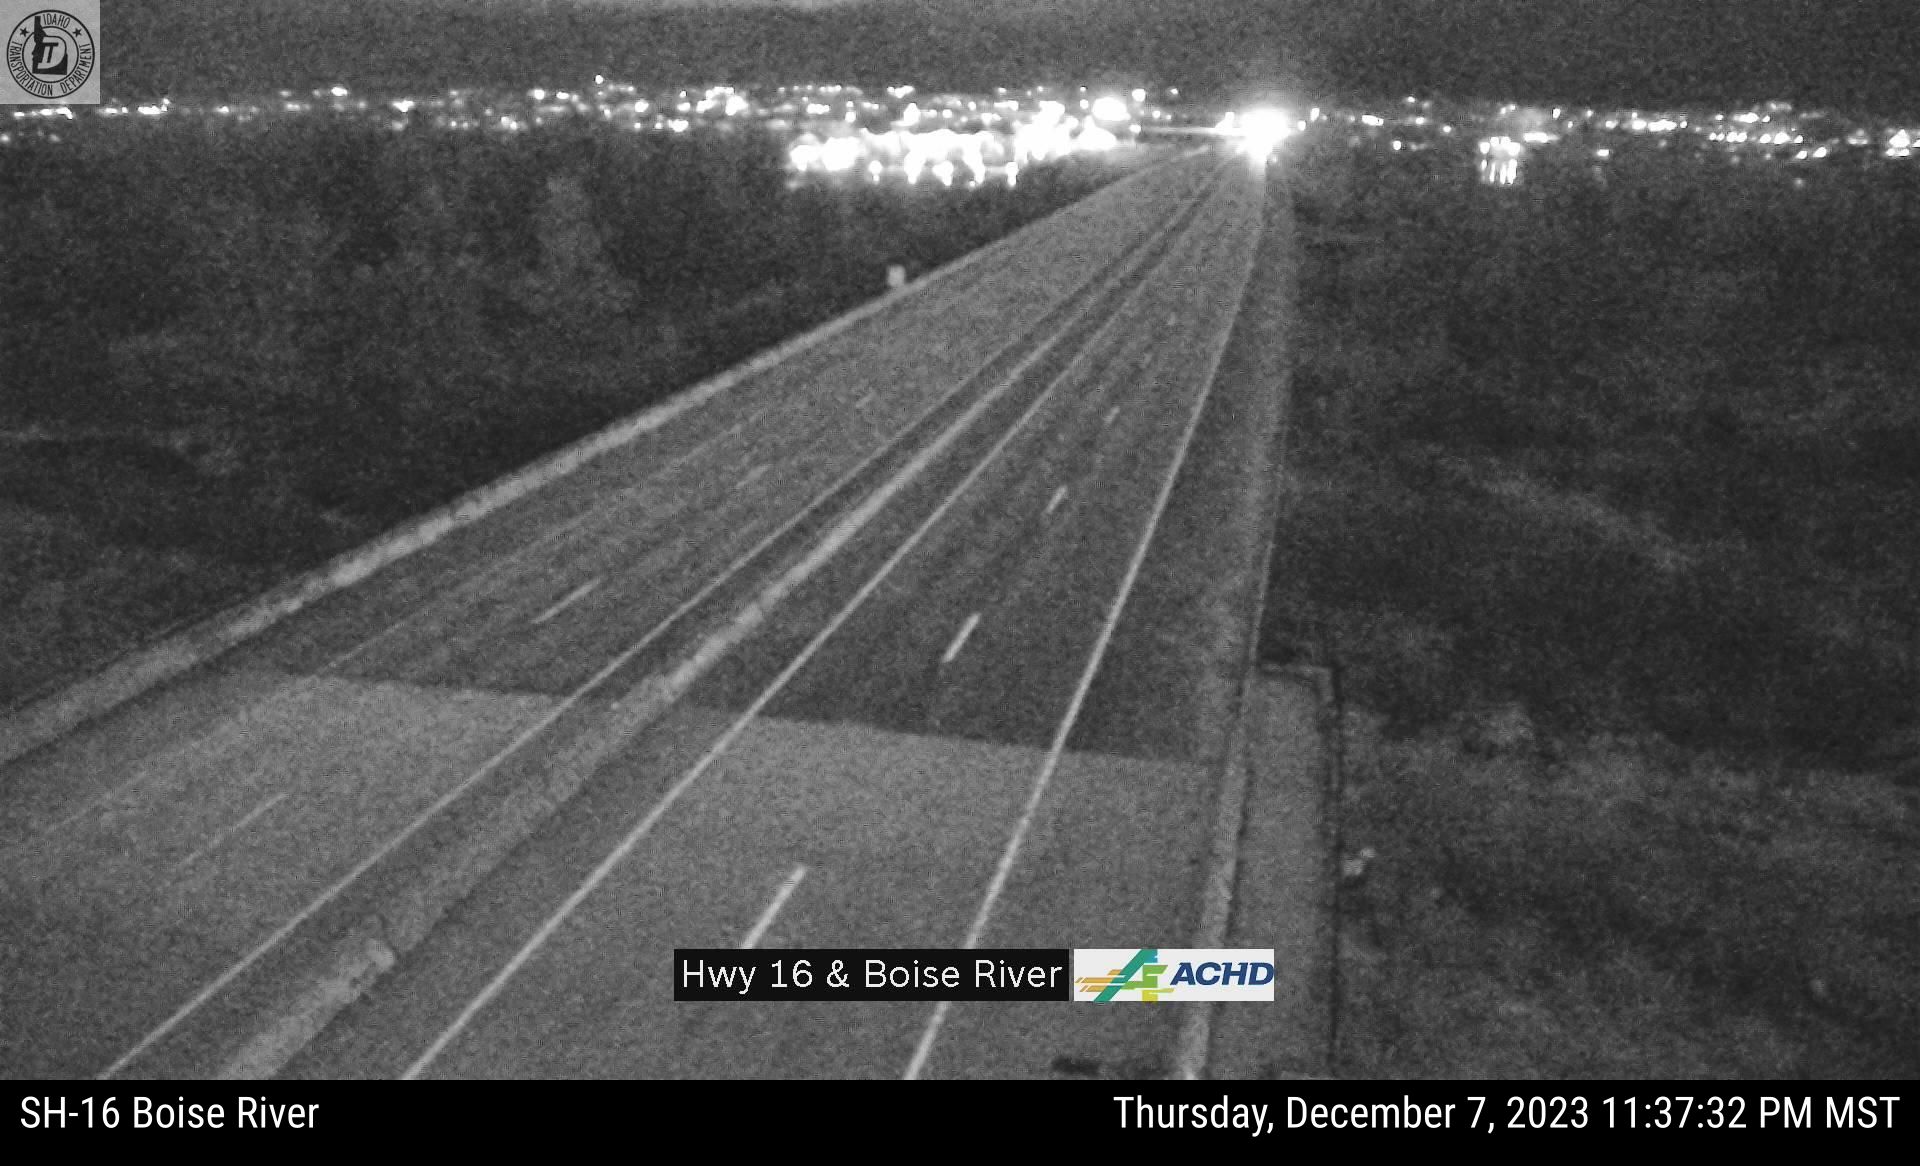 IDAHO
TRANSPORTATION DEPARTMENT
Hwy 16 & Boise River
ACHD
SH-16 Boise River
Thursday, December 7, 2023 11:37:32 PM MST